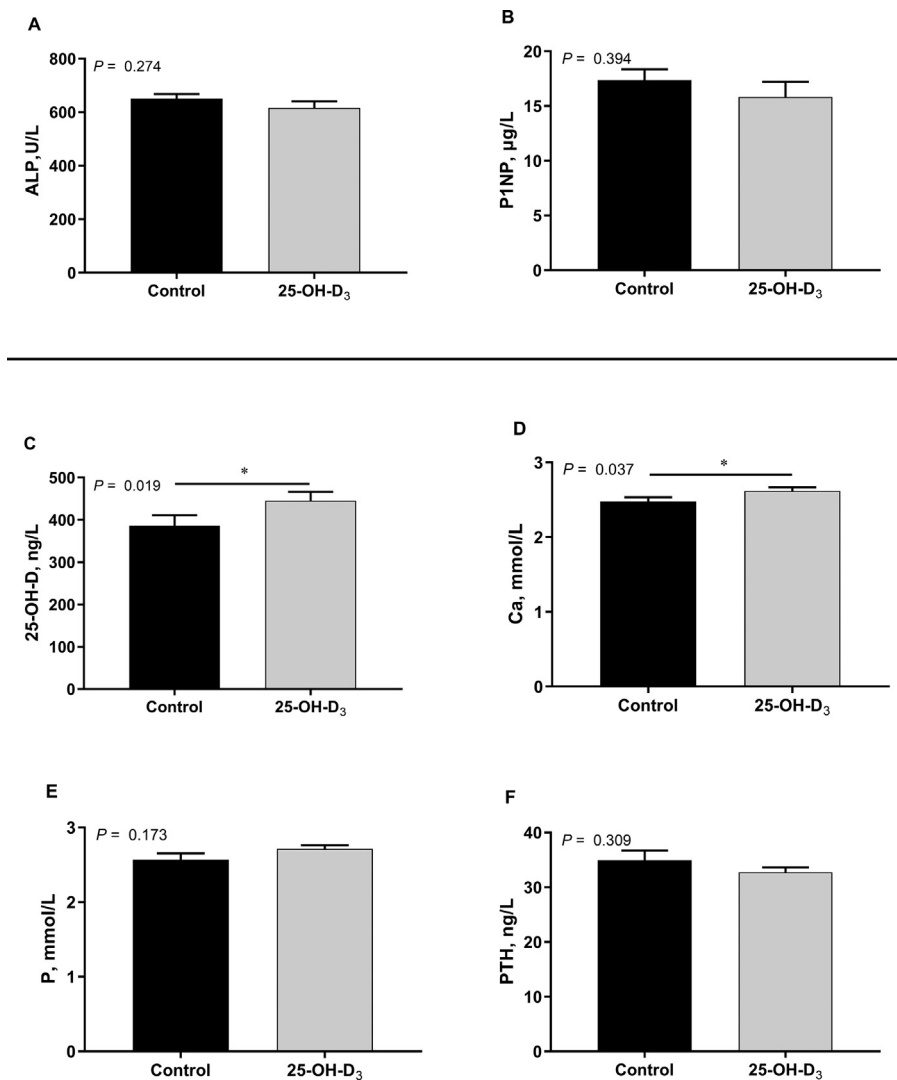 A
P = 0.274
800
600
400
200
0
ALP,U/L
Control
25-OH-D₃
B
P = 0.394
20
15
10
5
0
P1NP, µg/L
Control
25-OH-D₃
C
P = 0.019
*
500
400
300
200
100
0
25-OH-D, ng/L
Control
25-OH-D₃
D
P = 0.037
*
3
2
1
0
Ca, mmol/L
Control
25-OH-D₃
E
P = 0.173
3
2
1
0
P, mmol/L
Control
25-OH-D₃
F
P = 0.309
40
30
20
10
0
PTH, ng/L
Control
25-OH-D₃